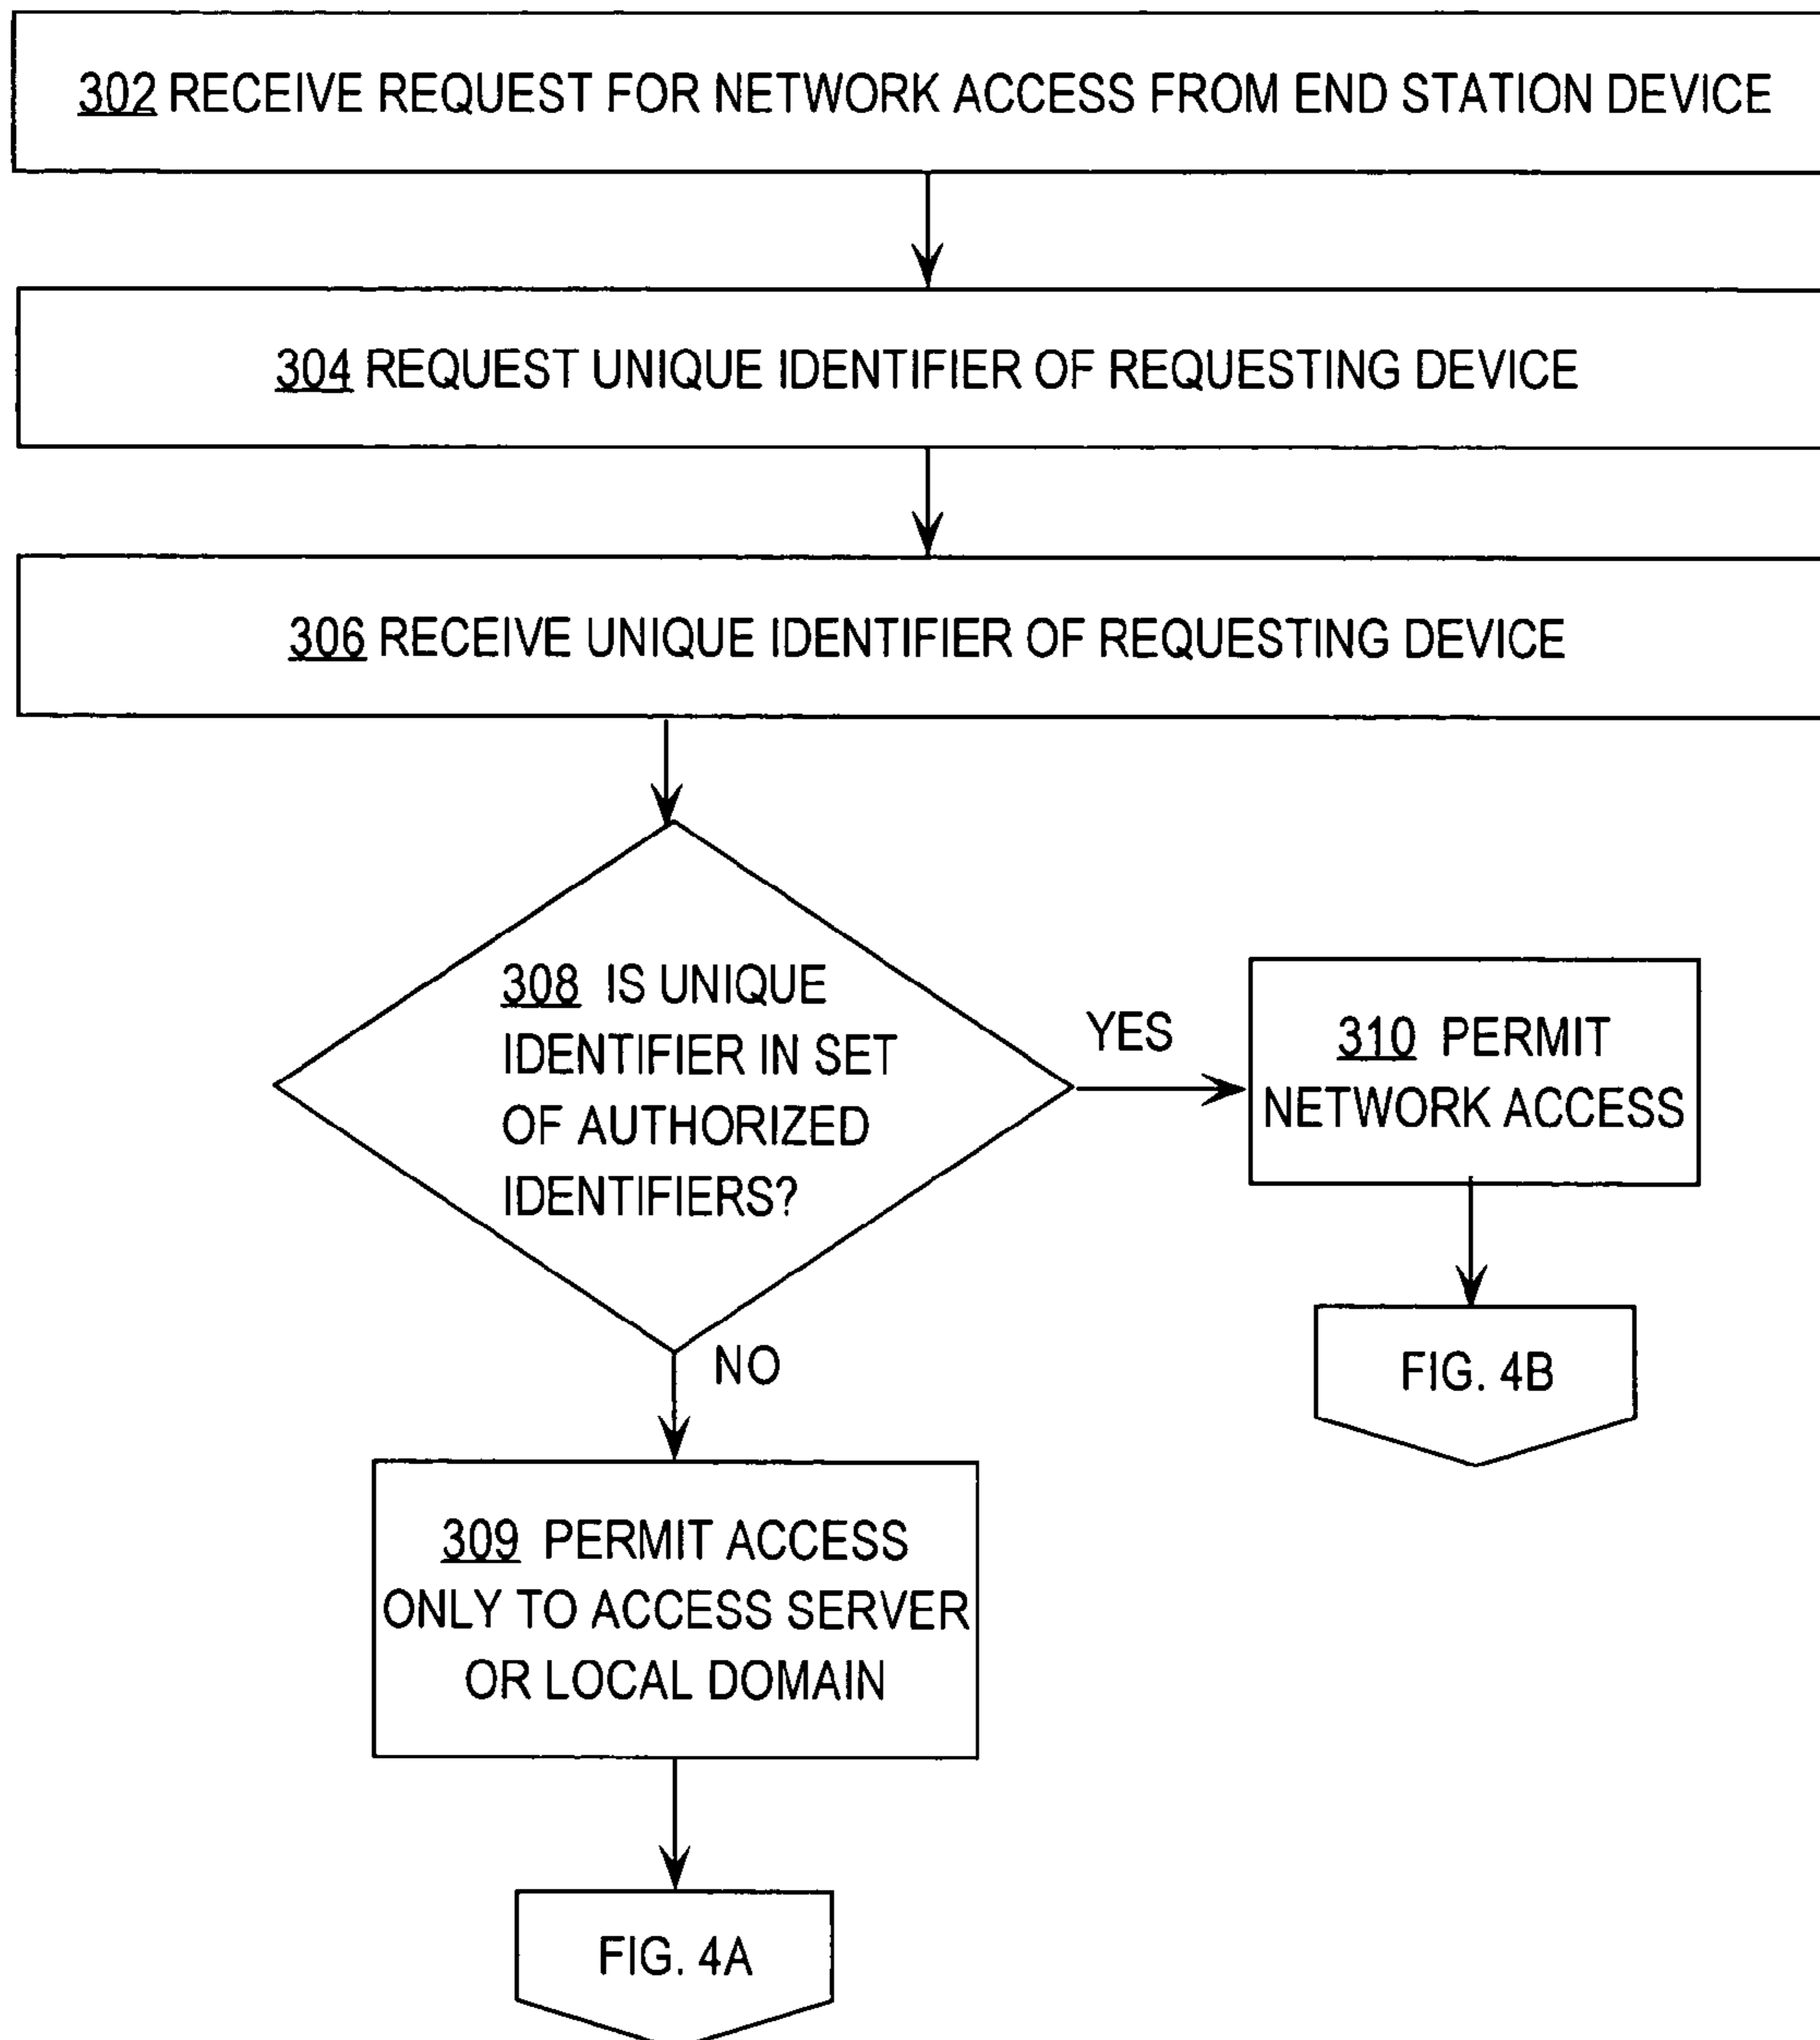 302 RECEIVE REQUEST FOR NETWORK ACCESS FROM END STATION DEVICE
304 REQUEST UNIQUE IDENTIFIER OF REQUESTING DEVICE
306 RECEIVE UNIQUE IDENTIFIER OF REQUESTING DEVICE
308 IS UNIQUE
IDENTIFIER IN SET
OF AUTHORIZED
IDENTIFIERS?
YES
310 PERMIT
NETWORK ACCESS
FIG. 4B
NO
309 PERMIT ACCESS
ONLY TO ACCESS SERVER
OR LOCAL DOMAIN
FIG. 4A